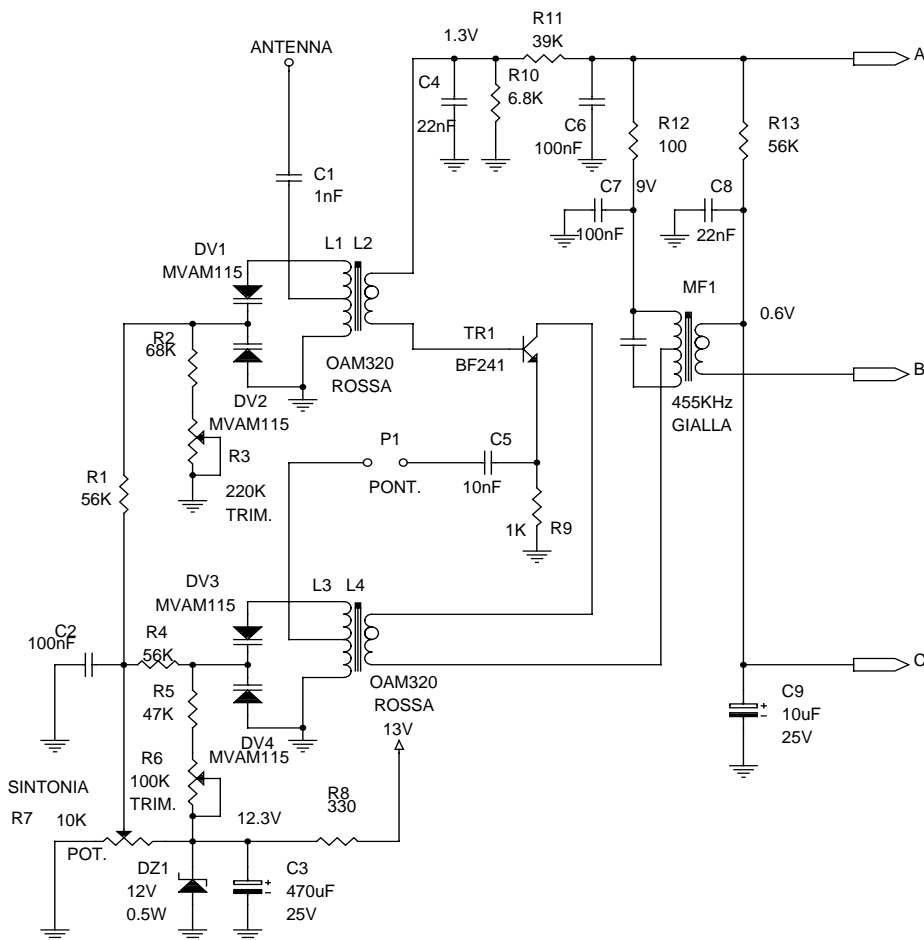 R11
39K
1.3V
ANTENNA
A
C4
22nF
R10
6.8K
C6
100nF
R12
100
R13
56K
C1
1nF
C7
100nF
9V
C8
22nF
DV1
MVAM115
L1 L2
MF1
TR1
BF241
0.6V
R2
68K
OAM320
ROSSA
B
455KHz
GIALLA
DV2
MVAM115
R3
220K
TRIM.
P1
PONT.
C5
10nF
R1
56K
1K R9
DV3
MVAM115
L3 L4
C2
100nF
R4
56K
C
R5
47K
OAM320
ROSSA
13V
C9
10uF
25V
+
−
DV4
MVAM115
R6
100K
TRIM.
SINTONIA
R7 10K
POT.
R8
330
12.3V
DZ1
12V
0.5W
C3
470uF
25V
+
−